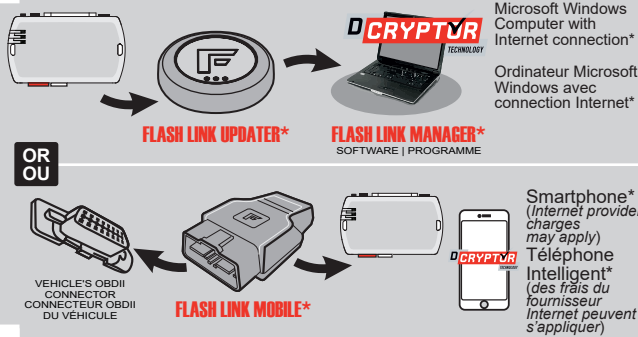 DCRYPTOR
TECHNOLOGY
Microsoft Windows
Computer with
Internet connection*
Ordinateur Microsoft
Windows avec
connection Internet*
FLASH LINK UPDATER*
FLASH LINK MANAGER*
SOFTWARE | PROGRAMME
OR
OU
VEHICLE'S OBDII
CONNECTOR
CONNECTEUR OBDII
DU VÉHICULE
FLASH LINK MOBILE*
DCRYPTOR
TECHNOLOGY
Smartphone*
(Internet provider
charges
may apply)
Téléphone
Intelligent*
(des frais du
fournisseur
Internet peuvent
s'appliquer)